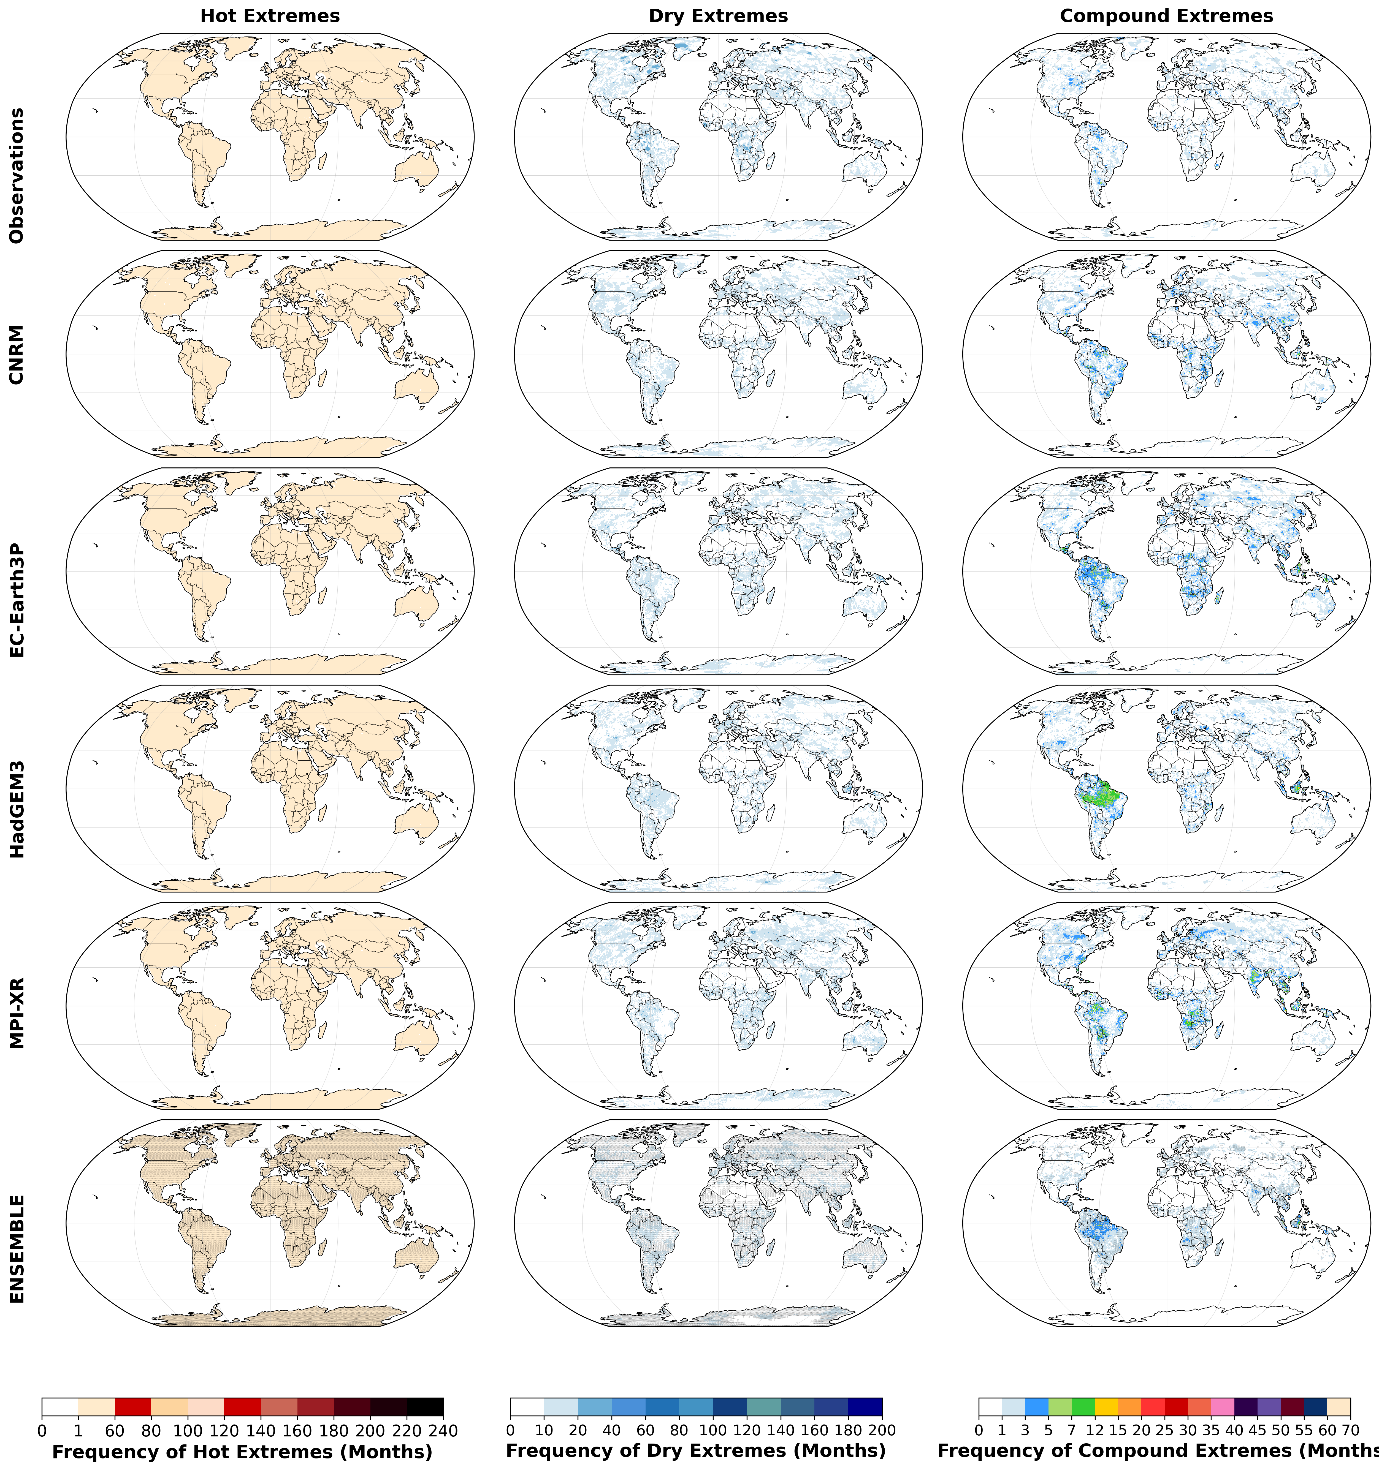 Hot Extremes Dry Extremes Compound Extremes
Observations
CNRM
EC-Earth3P
HadGEM3
MPI-XR
ENSEMBLE
0 1 60 80 100 120 140 160 180 200 220 240
Frequency of Hot Extremes (Months)
0 10 20 40 60 80 100 120 140 160 180 200
Frequency of Dry Extremes (Months)
0 1 3 5 7 12 15 20 25 30 35 40 45 50 55 60 70
Frequency of Compound Extremes (Months